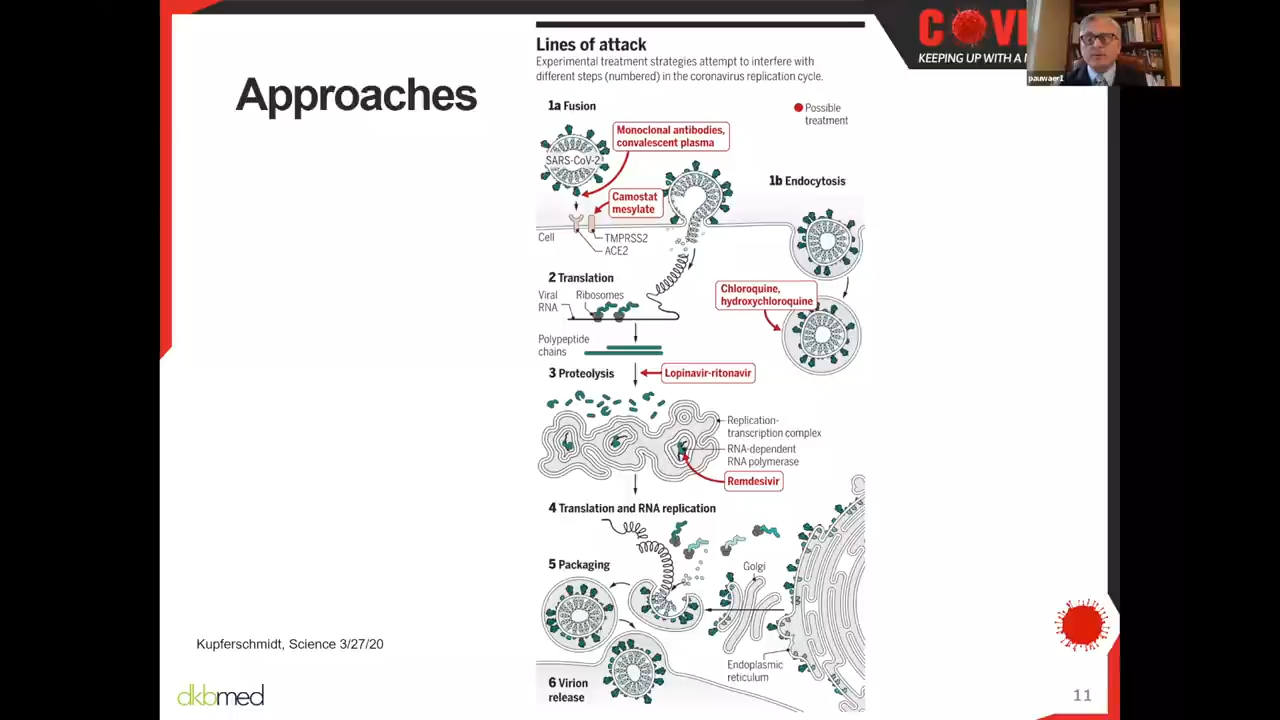 Approaches
Lines of attack
Experimental treatment strategies attempt to interfere with
different steps (numbered) in the coronavirus replication cycle.
COVI
KEEPING UP WITH A
pauwaer1
1a Fusion
Possible
treatment
Monoclonal antibodies,
convalescent plasma
SARS-CoV-2
1b Endocytosis
Camostat
mesylate
Cell
TMPRSS2
ACE2
2 Translation
Viral
RNA
Ribosomes
Chloroquine,
hydroxychloroquine
Polypeptide
chains
3 Proteolysis
Lopinavir-ritonavir
Replication-
transcription complex
RNA-dependent
RNA polymerase
Remdesivir
4 Translation and RNA replication
5 Packaging
Golgi
Endoplasmic
reticulum
6 Virion
release
Kupferschmidt, Science 3/27/20
dkbmed
11